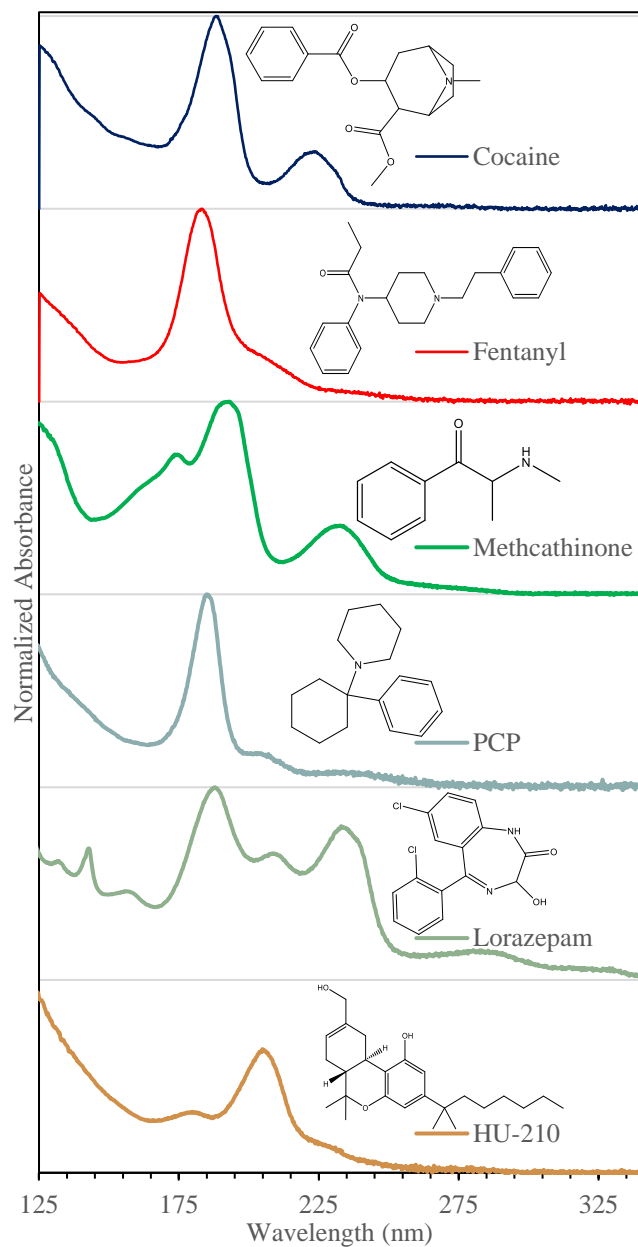 O
O
N
O
O
Cocaine
O
N
N
Fentanyl
O
H
N
Methcathinone
N
PCP
Cl
NH
O
Cl
N
OH
Lorazepam
HO
OH
H
H
O
HU-210
Normalized Absorbance
125 175 225 275 325
Wavelength (nm)